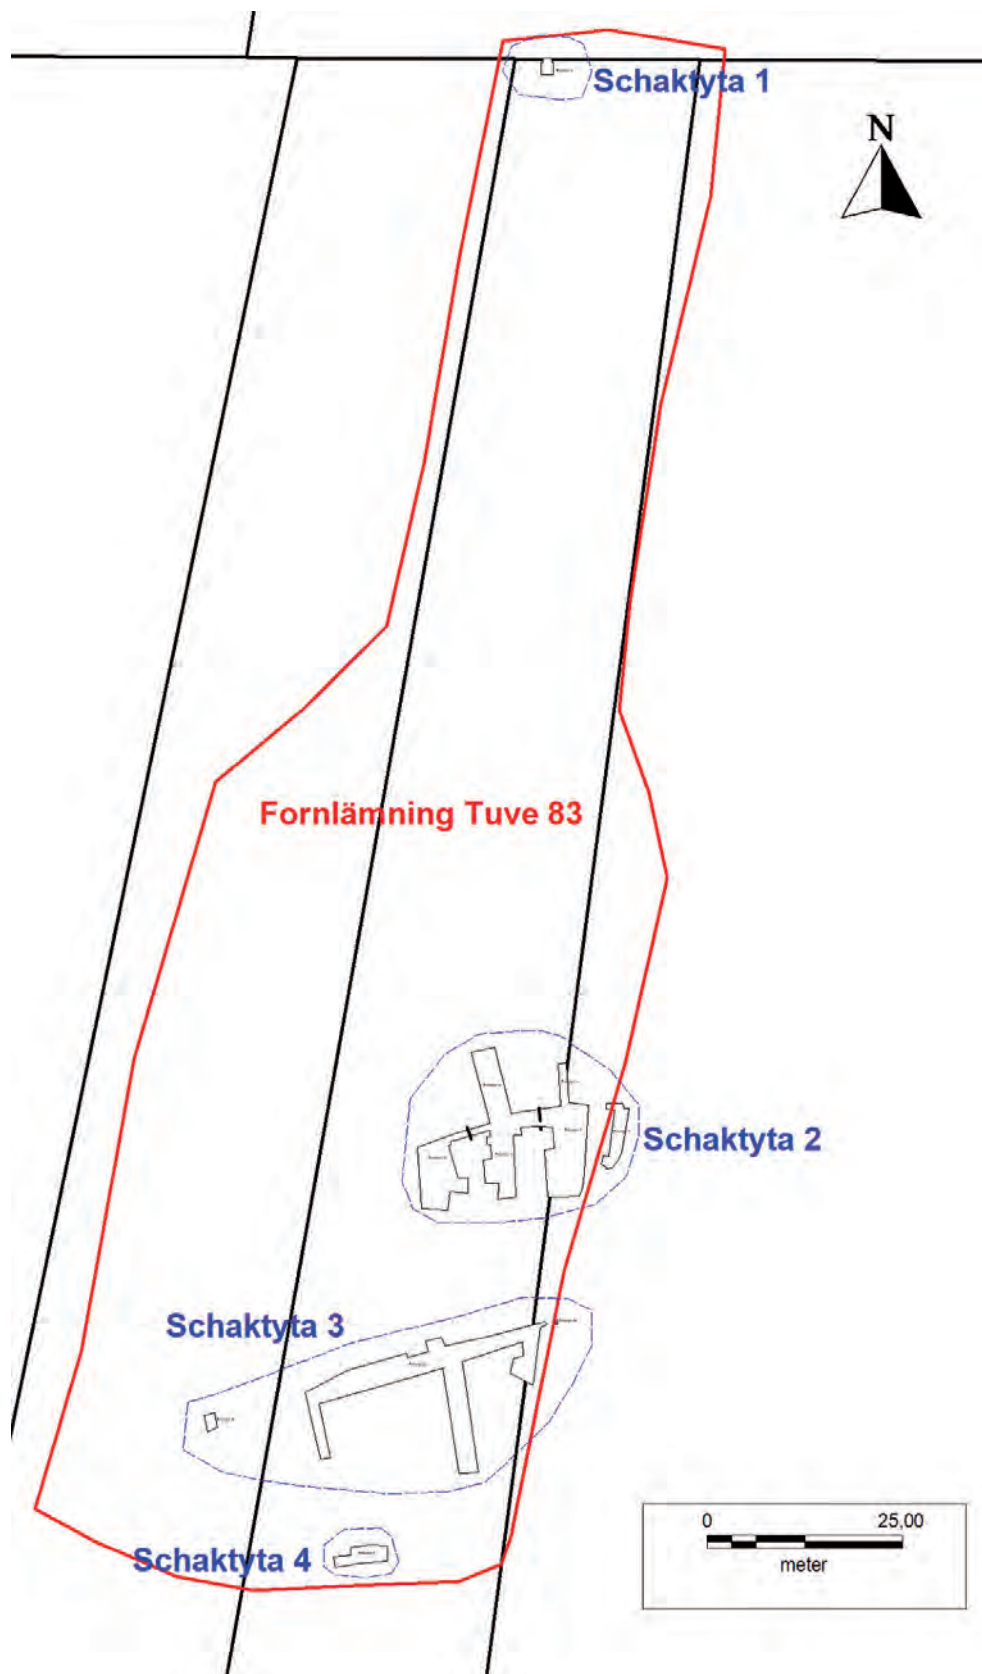 Schaktyta 1
N
Fornlämning Tuve 83
Schaktyta 2
Schaktyta 3
Schaktyta 4
0 25,00
meter